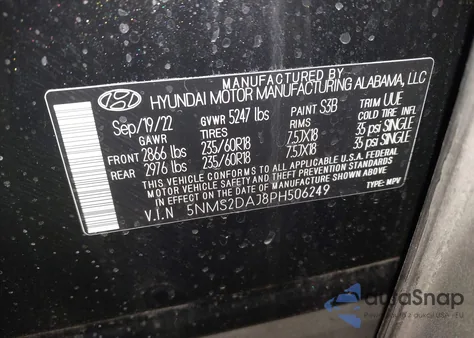 MANUFACTURED BY
HYUNDAI MOTOR MANUFACTURING ALABAMA, LLC
Sep/19/22 GVWR 5247 lbs PAINT S3B TRIM UUE
GAWR TIRES RIMS COLD TIRE INFL
FRONT 2866 lbs 235/60R18 7.5JX18 35 psi SINGLE
REAR 2976 lbs 235/60R18 7.5JX18 35 psi SINGLE
THIS VEHICLE CONFORMS TO ALL APPLICABLE U.S.A. FEDERAL
MOTOR VEHICLE SAFETY AND THEFT PREVENTION STANDARDS
IN EFFECT ON THE DATE OF MANUFACTURE SHOWN ABOVE.
V.I.N 5NMS2DAJ8PH506249 TYPE: MPV
AutoSnap